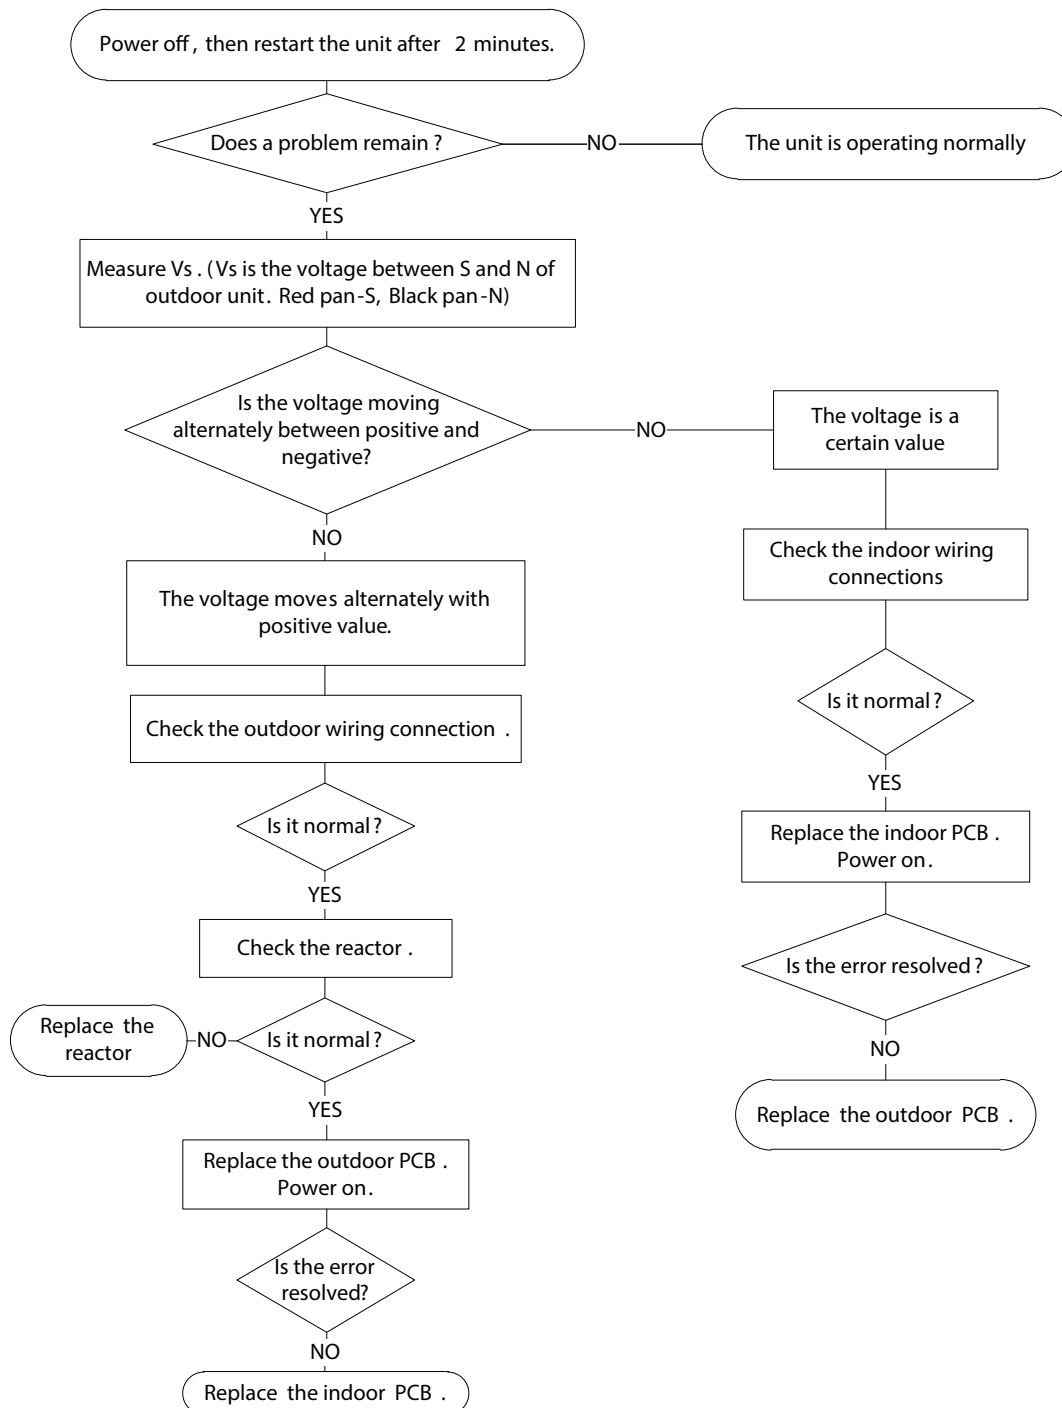 Power off, then restart the unit after 2 minutes.
Does a problem remain?
NO
The unit is operating normally
YES
Measure Vs. (Vs is the voltage between S and N of
outdoor unit. Red pan-S, Black pan-N)
Is the voltage moving
alternately between positive and
negative?
NO
The voltage is a
certain value
NO
The voltage moves alternately with
positive value.
Check the outdoor wiring connection.
Is it normal?
YES
Check the reactor.
Is it normal?
NO
Replace the
reactor
YES
Replace the outdoor PCB.
Power on.
Is the error
resolved?
NO
Replace the indoor PCB.
Check the indoor wiring
connections
Is it normal?
YES
Replace the indoor PCB.
Power on.
Is the error resolved?
NO
Replace the outdoor PCB.